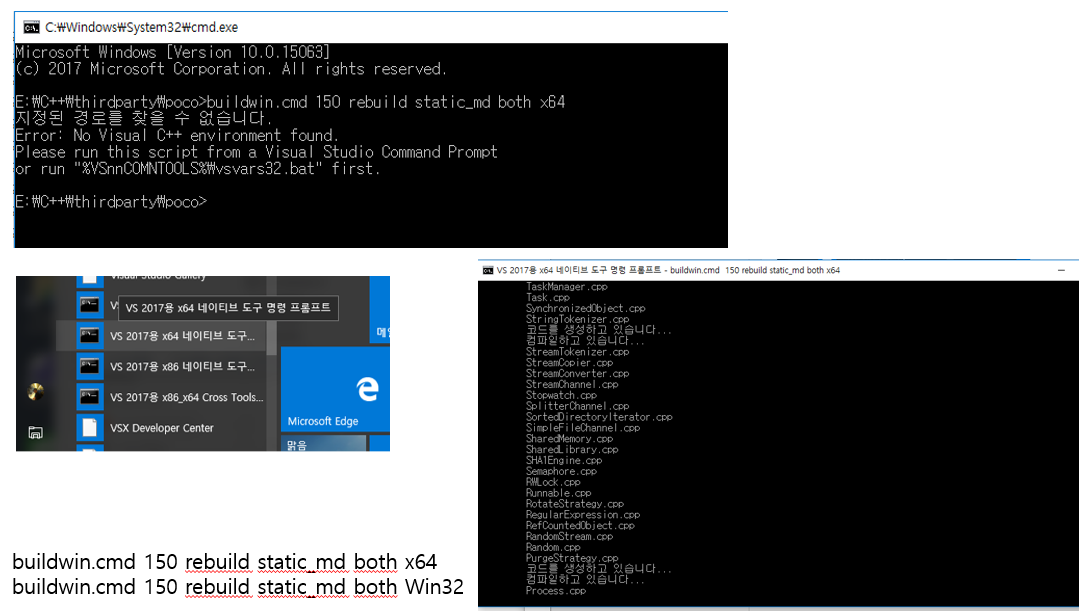 C:₩Windows₩System32₩cmd.exe
Microsoft Windows [Version 10.0.15063]
(c) 2017 Microsoft Corporation. All rights reserved.
E:₩C++₩thirdparty₩poco>buildwin.cmd 150 rebuild static_md both x64
지정된 경로를 찾을 수 없습니다.
Error: No Visual C++ environment found.
Please run this script from a Visual Studio Command Prompt
or run "%VSnnCOMNTOOLS%₩vsvars32.bat" first.
E:₩C++₩thirdparty₩poco>
Visual Studio Gallery
VS 2017용 x64 네이티브 도구 명령 프롬프트
VS 2017용 x64 네이티브 도구...
VS 2017용 x86 네이티브 도구...
VS 2017용 x86_x64 Cross Tools...
VSX Developer Center
Microsoft Edge
맑음
VS 2017용 x64 네이티브 도구 명령 프롬프트 - buildwin.cmd 150 rebuild static_md both x64
TaskManager.cpp
Task.cpp
SynchronizedObject.cpp
StringTokenizer.cpp
코드를 생성하고 있습니다...
컴파일하고 있습니다...
StreamTokenizer.cpp
StreamCopier.cpp
StreamConverter.cpp
StreamChannel.cpp
Stopwatch.cpp
SplitterChannel.cpp
SortedDirectoryIterator.cpp
SimpleFileChannel.cpp
SharedMemory.cpp
SharedLibrary.cpp
SHA1Engine.cpp
Semaphore.cpp
RWLock.cpp
Runnable.cpp
RotateStrategy.cpp
RegularExpression.cpp
RefCountedObject.cpp
RandomStream.cpp
Random.cpp
PurgeStrategy.cpp
코드를 생성하고 있습니다...
컴파일하고 있습니다...
Process.cpp
buildwin.cmd 150 rebuild static_md both x64
buildwin.cmd 150 rebuild static_md both Win32